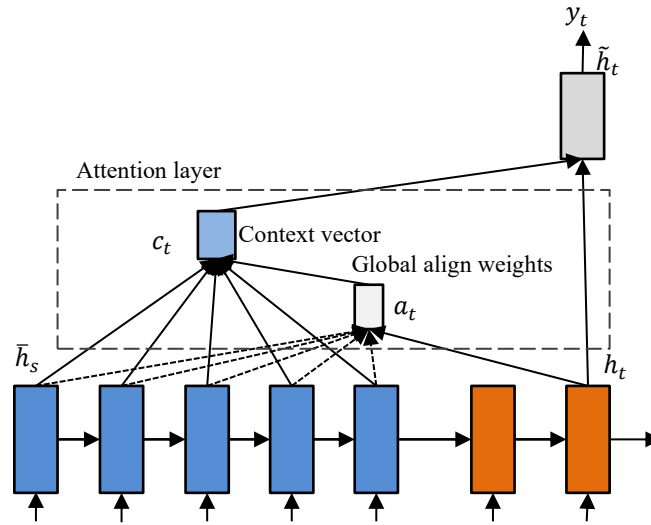 y_t
h̃_t
Attention layer
c_t
Context vector
Global align weights
a_t
h̄_s
h_t